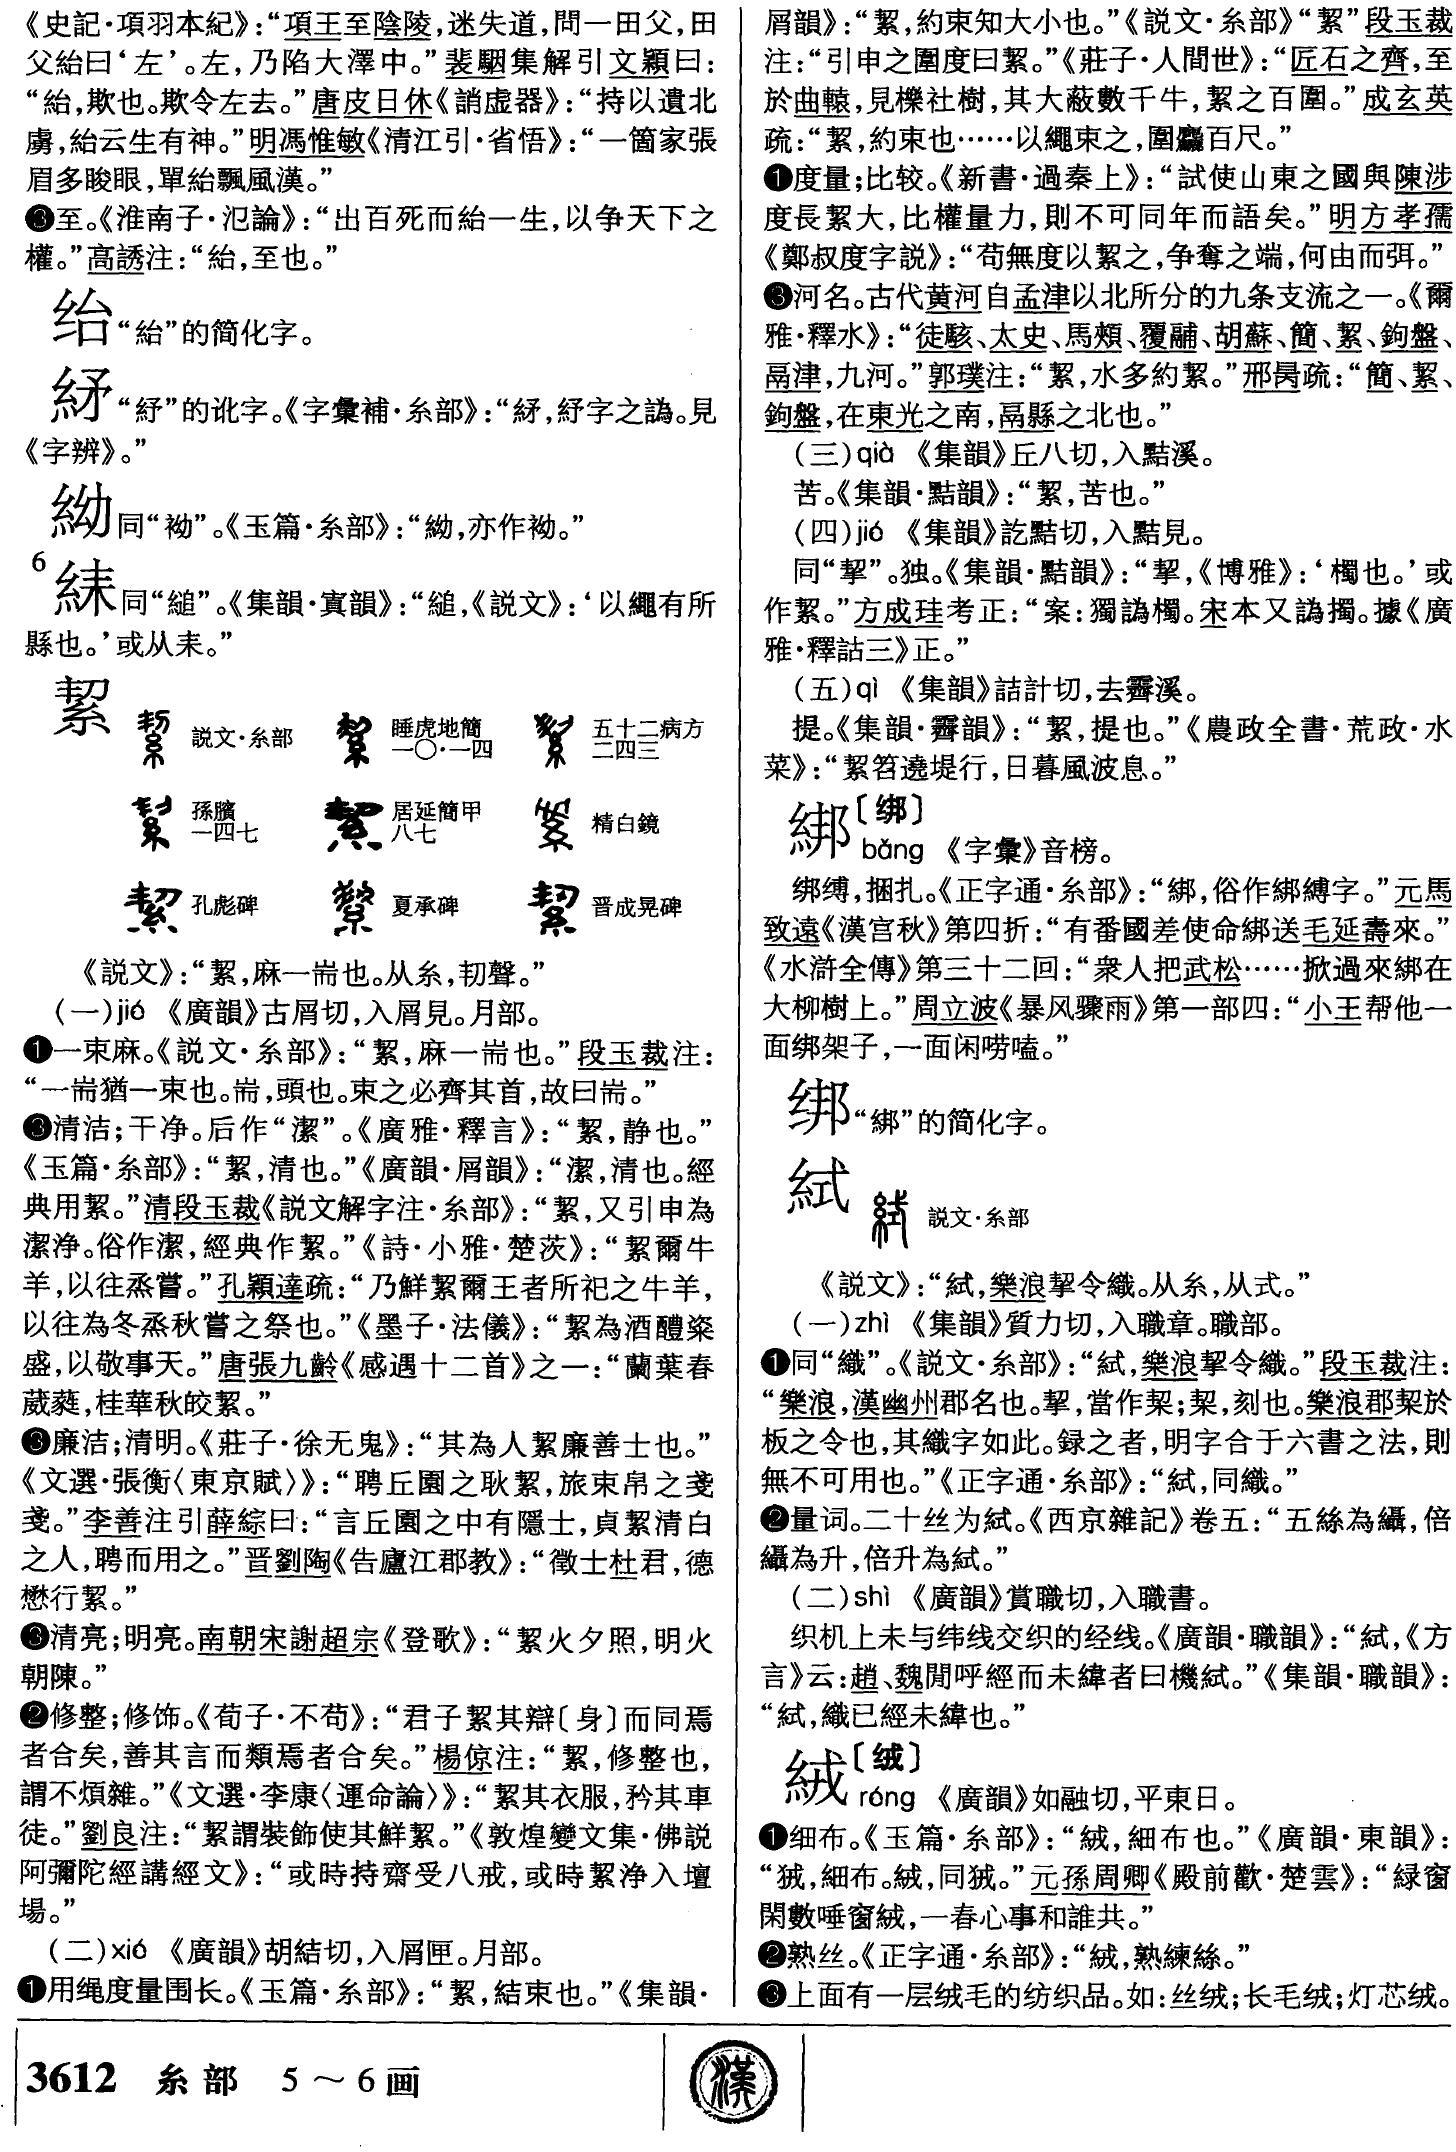 《史記·項羽本紀》：“項王至陰陵，迷失道，問一田父，田
父紿曰‘左’。左，乃陷大澤中。”裴駰集解引文穎曰：
“紿，欺也。欺令左去。”唐皮日休《誚虚器》：“持以遺北
虜，紿云生有神。”明馮惟敏《清江引·省悟》：“一箇家張
眉多睃眼，單紿飄風漢。”
❸至。《淮南子·氾論》：“出百死而紿一生，以争天下之
權。”高誘注：“紿，至也。”
绐“紿”的简化字。
䋈“紓”的讹字。《字彙補·糸部》：“䋈，紓字之譌。見
《字辨》。”
䋂同“袎”。《玉篇·糸部》：“䋂，亦作袎。”
6
䋘同“縋”。《集韻·寘韻》：“縋，《説文》：‘以繩有所
縣也。’或从耒。”
絜
説文·糸部 睡虎地簡一〇·一四 五十二病方二四三
孫臏一四七 居延簡甲八七 精白鏡
孔彪碑 夏承碑 晋成晃碑
《説文》：“絜，麻一耑也。从糸，㓞聲。”
（一）jié 《廣韻》古屑切，入屑見。月部。
❶一束麻。《説文·糸部》：“絜，麻一耑也。”段玉裁注：
“一耑猶一束也。耑，頭也。束之必齊其首，故曰耑。”
❸清洁；干净。后作“潔”。《廣雅·釋言》：“絜，静也。”
《玉篇·糸部》：“絜，清也。”《廣韻·屑韻》：“潔，清也。經
典用絜。”清段玉裁《説文解字注·糸部》：“絜，又引申為
潔浄。俗作潔，經典作絜。”《詩·小雅·楚茨》：“絜爾牛
羊，以往烝嘗。”孔穎達疏：“乃鮮絜爾王者所祀之牛羊，
以往為冬烝秋嘗之祭也。”《墨子·法儀》：“絜為酒醴粢
盛，以敬事天。”唐張九齡《感遇十二首》之一：“蘭葉春
葳蕤，桂華秋皎絜。”
❸廉洁；清明。《莊子·徐无鬼》：“其為人絜廉善士也。”
《文選·張衡〈東京賦〉》：“聘丘園之耿絜，旅束帛之戔
戔。”李善注引薛綜曰：“言丘園之中有隱士，貞絜清白
之人，聘而用之。”晋劉陶《告廬江郡教》：“徵士杜君，德
懋行絜。”
❸清亮；明亮。南朝宋謝超宗《登歌》：“絜火夕照，明火
朝陳。”
❷修整；修饰。《荀子·不苟》：“君子絜其辯〔身〕而同焉
者合矣，善其言而類焉者合矣。”楊倞注：“絜，修整也，
謂不煩雜。”《文選·李康〈運命論〉》：“絜其衣服，矜其車
徒。”劉良注：“絜謂裝飾使其鮮絜。”《敦煌變文集·佛説
阿彌陀經講經文》：“或時持齋受八戒，或時絜浄入壇
場。”
（二）xié 《廣韻》胡結切，入屑匣。月部。
❶用绳度量围长。《玉篇·糸部》：“絜，結束也。”《集韻·
屑韻》：“絜，約束知大小也。”《説文·糸部》“絜”段玉裁
注：“引申之圍度曰絜。”《莊子·人間世》：“匠石之齊，至
於曲轅，見櫟社樹，其大蔽數千牛，絜之百圍。”成玄英
疏：“絜，約束也……以繩束之，圍麤百尺。”
❶度量；比较。《新書·過秦上》：“試使山東之國與陳涉
度長絜大，比權量力，則不可同年而語矣。”明方孝孺
《鄭叔度字説》：“苟無度以絜之，争奪之端，何由而弭。”
❸河名。古代黄河自孟津以北所分的九条支流之一。《爾
雅·釋水》：“徒駭、太史、馬頰、覆鬴、胡蘇、簡、絜、鉤盤、
鬲津，九河。”郭璞注：“絜，水多約絜。”邢昺疏：“簡、絜、
鉤盤，在東光之南，鬲縣之北也。”
（三）qià 《集韻》丘八切，入黠溪。
苦。《集韻·黠韻》：“絜，苦也。”
（四）jié 《集韻》訖黠切，入黠見。
同“挈”。独。《集韻·黠韻》：“挈，《博雅》：‘㯮也。’或
作絜。”方成珪考正：“案：獨譌㯮。宋本又譌擉。據《廣
雅·釋詁三》正。”
（五）qì 《集韻》詰計切，去霽溪。
提。《集韻·霽韻》：“絜，提也。”《農政全書·荒政·水
菜》：“絜笤遶堤行，日暮風波息。”
綁〔绑〕
bǎng 《字彙》音榜。
绑缚，捆扎。《正字通·糸部》：“綁，俗作綁縛字。”元馬
致遠《漢宫秋》第四折：“有番國差使命綁送毛延壽來。”
《水滸全傳》第三十二回：“衆人把武松……掀過來綁在
大柳樹上。”周立波《暴风骤雨》第一部四：“小王帮他一
面绑架子，一面闲唠嗑。”
绑“綁”的简化字。
絘
説文·糸部
《説文》：“紌，樂浪挈令織。从糸，从式。”
（一）zhì 《集韻》質力切，入職章。職部。
❶同“織”。《説文·糸部》：“紌，樂浪挈令織。”段玉裁注：
“樂浪，漢幽州郡名也。挈，當作栔；栔，刻也。樂浪郡栔於
板之令也，其織字如此。録之者，明字合于六書之法，則
無不可用也。”《正字通·糸部》：“紌，同織。”
❷量词。二十丝为紌。《西京雜記》卷五：“五絲為䌰，倍
䌰為升，倍升為紌。”
（二）shì 《廣韻》賞職切，入職書。
织机上未与纬线交织的经线。《廣韻·職韻》：“紌，《方
言》云：趙、魏閒呼經而未緯者曰機紌。”《集韻·職韻》：
“紌，織已經未緯也。”
絨〔绒〕
róng 《廣韻》如融切，平東日。
❶细布。《玉篇·糸部》：“絨，細布也。”《廣韻·東韻》：
“㲨，細布。絨，同㲨。”元孫周卿《殿前歡·楚雲》：“緑窗
閑數唾窗絨，一春心事和誰共。”
❷熟丝。《正字通·糸部》：“絨，熟練絲。”
❸上面有一层绒毛的纺织品。如：丝绒；长毛绒；灯芯绒。
3612 糸部 5～6画
漢